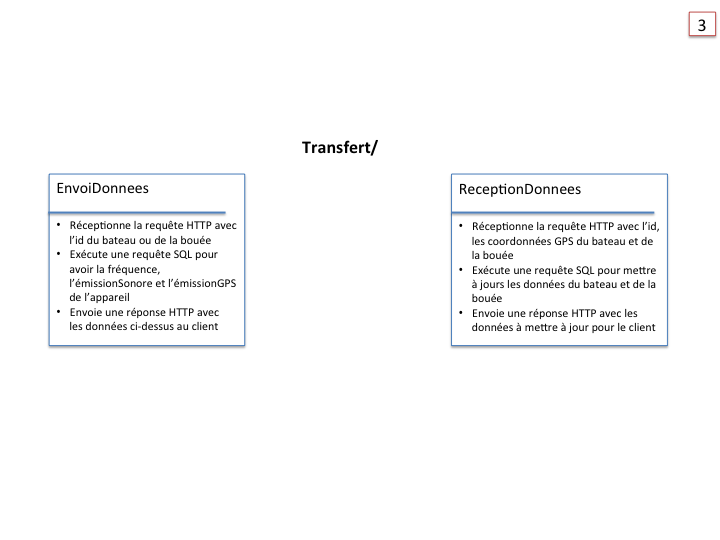 3
Transfert/
EnvoiDonnees
• Réceptionne la requête HTTP avec
l’id du bateau ou de la bouée
• Exécute une requête SQL pour
avoir la fréquence,
l’émissionSonore et l’émissionGPS
de l’appareil
• Envoie une réponse HTTP avec
les données ci-dessus au client
ReceptionDonnees
• Réceptionne la requête HTTP avec l’id,
les coordonnées GPS du bateau et de
la bouée
• Exécute une requête SQL pour mettre
à jours les données du bateau et de la
bouée
• Envoie une réponse HTTP avec les
données à mettre à jour pour le client